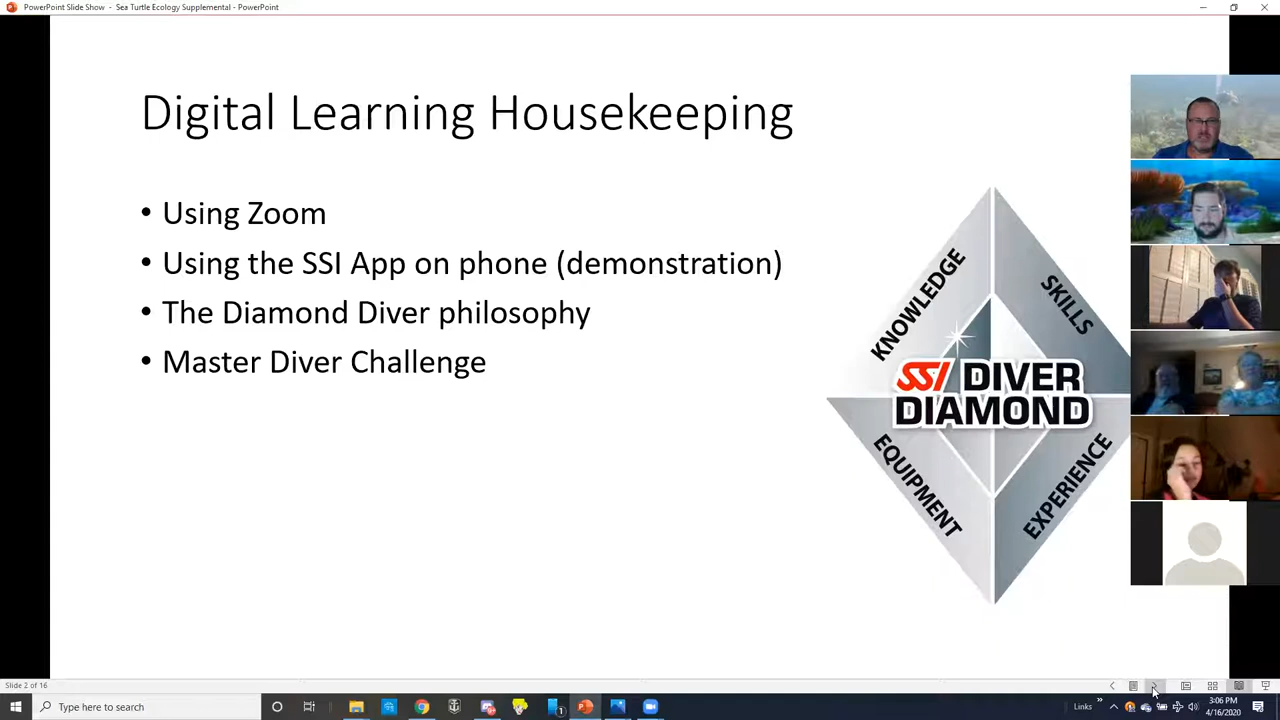 PowerPoint Slide Show - Sea Turtle Ecology Supplemental - PowerPoint
Digital Learning Housekeeping
• Using Zoom
• Using the SSI App on phone (demonstration)
• The Diamond Diver philosophy
• Master Diver Challenge
KNOWLEDGE
SKILLS
SSI DIVER
DIAMOND
EQUIPMENT
EXPERIENCE
Slide 2 of 16
Type here to search
1
Links
3:06 PM
4/16/2020